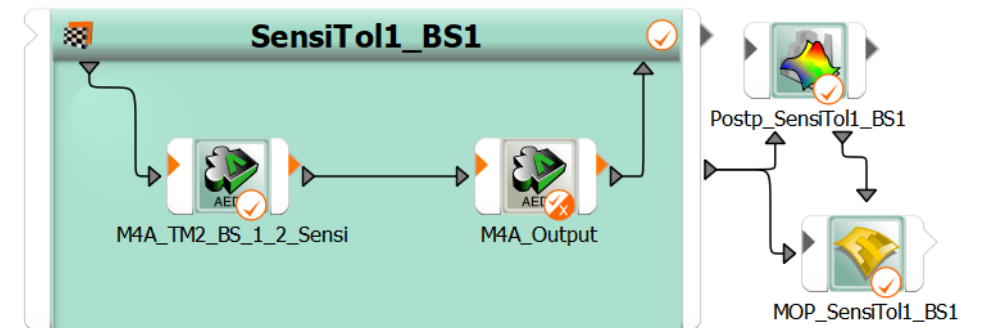 SensiTol1_BS1
Postp_SensiTol1_BS1
AED
M4A_TM2_BS_1_2_Sensi
AED
M4A_Output
MOP_SensiTol1_BS1